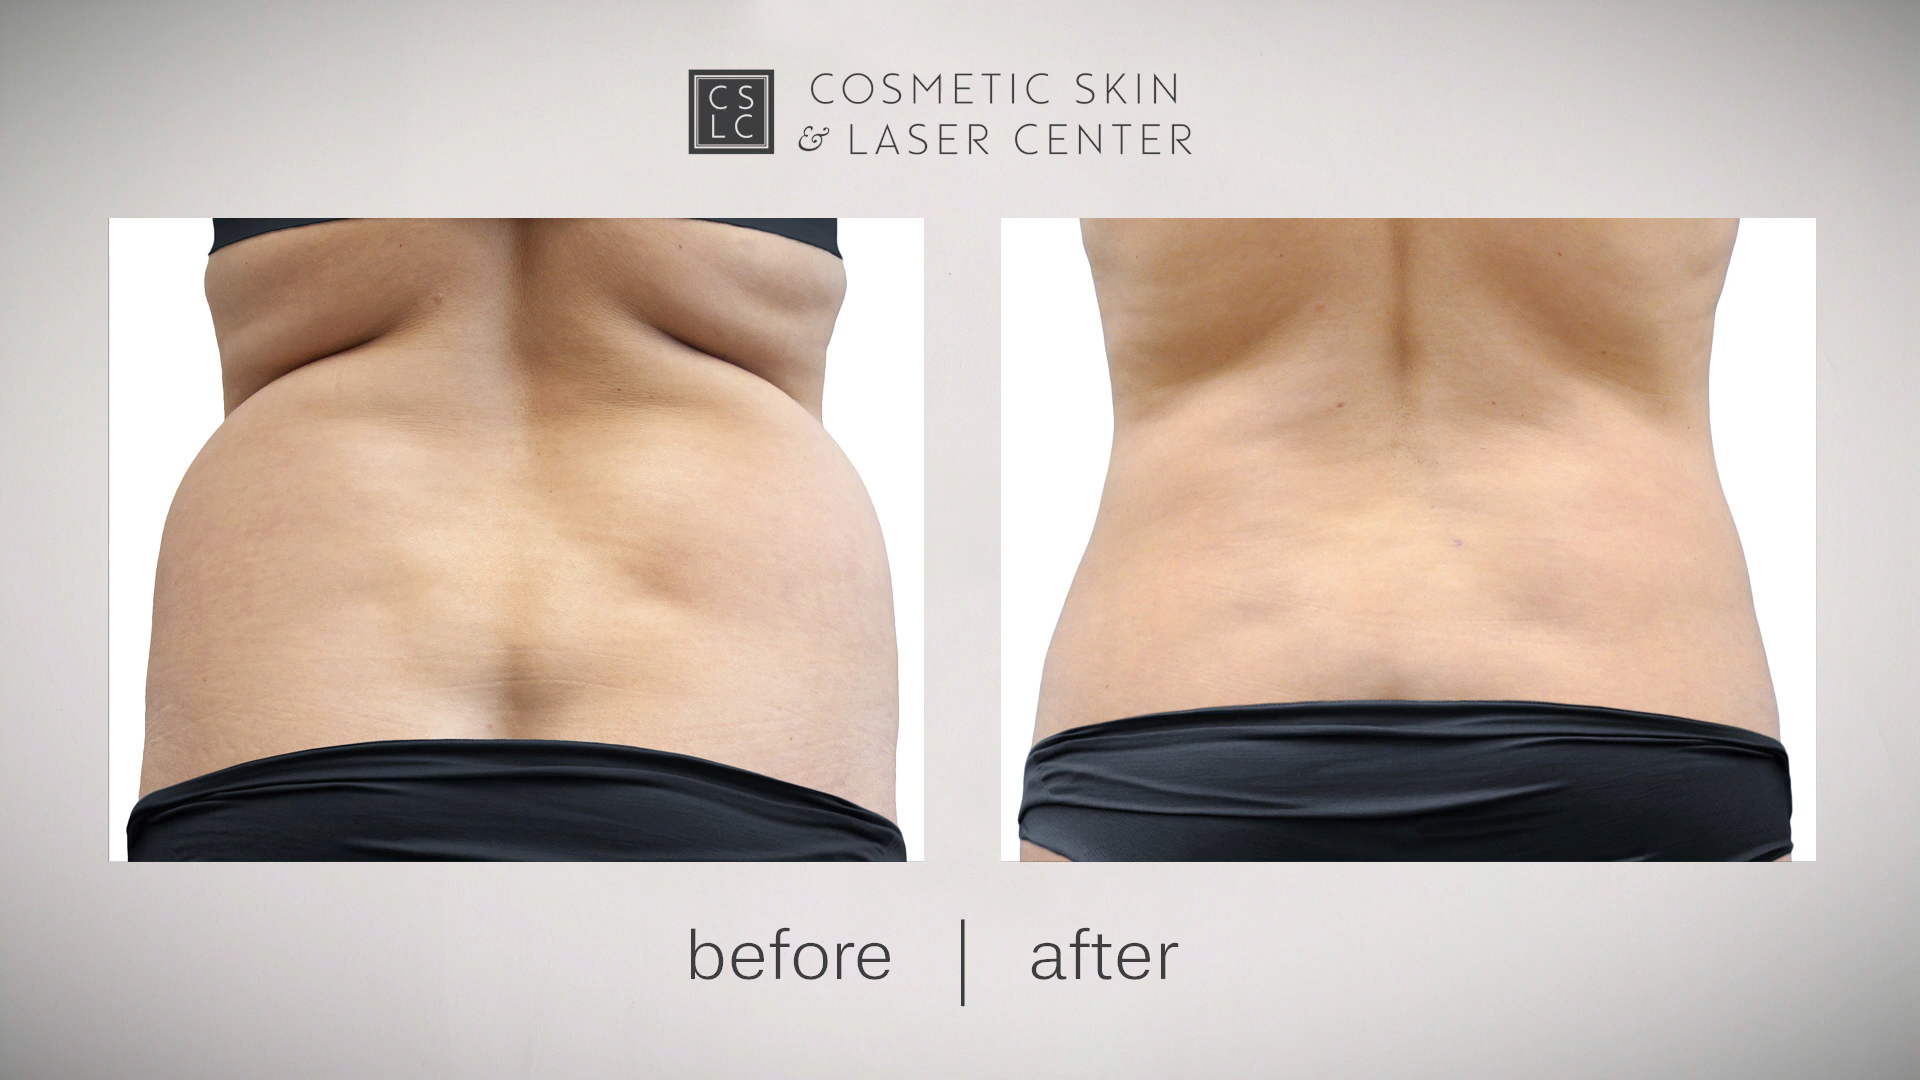 CS
LC
COSMETIC SKIN
& LASER CENTER
before | after